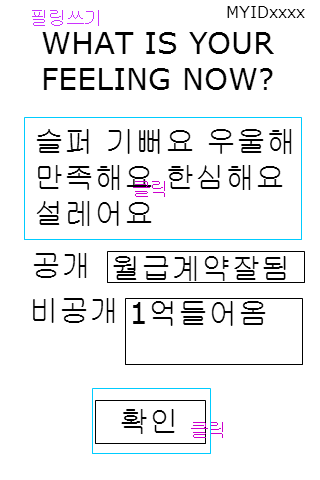 필링쓰기
MYIDxxxx
WHAT IS YOUR
FEELING NOW?
슬퍼 기뻐요 우울해
만족해요 한심해요
클릭
설레어요
공개 월급계약잘됨
비공개 1억들어옴
확인
클릭